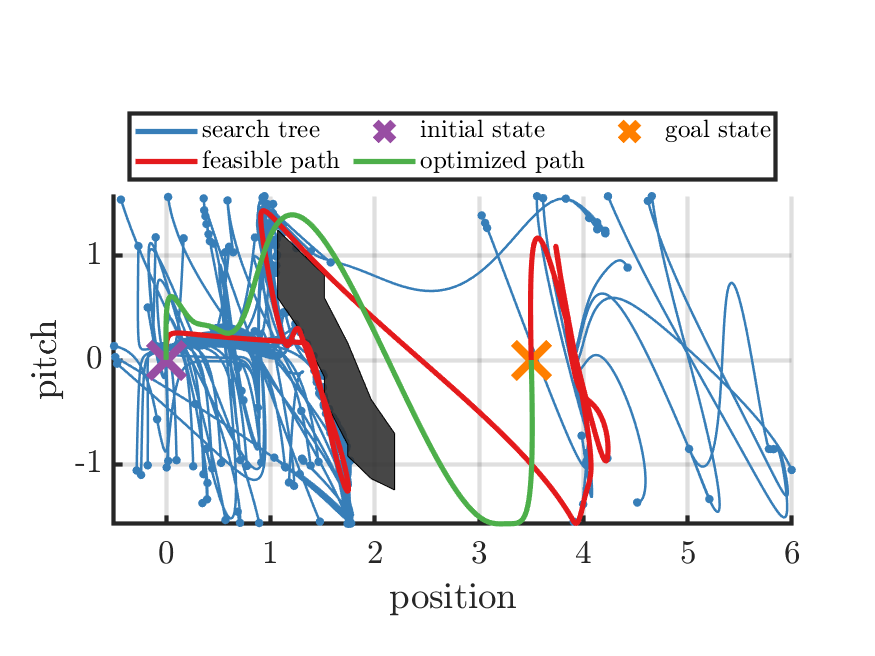 search tree initial state goal state
feasible path optimized path
1
0
-1
pitch
0 1 2 3 4 5 6
position